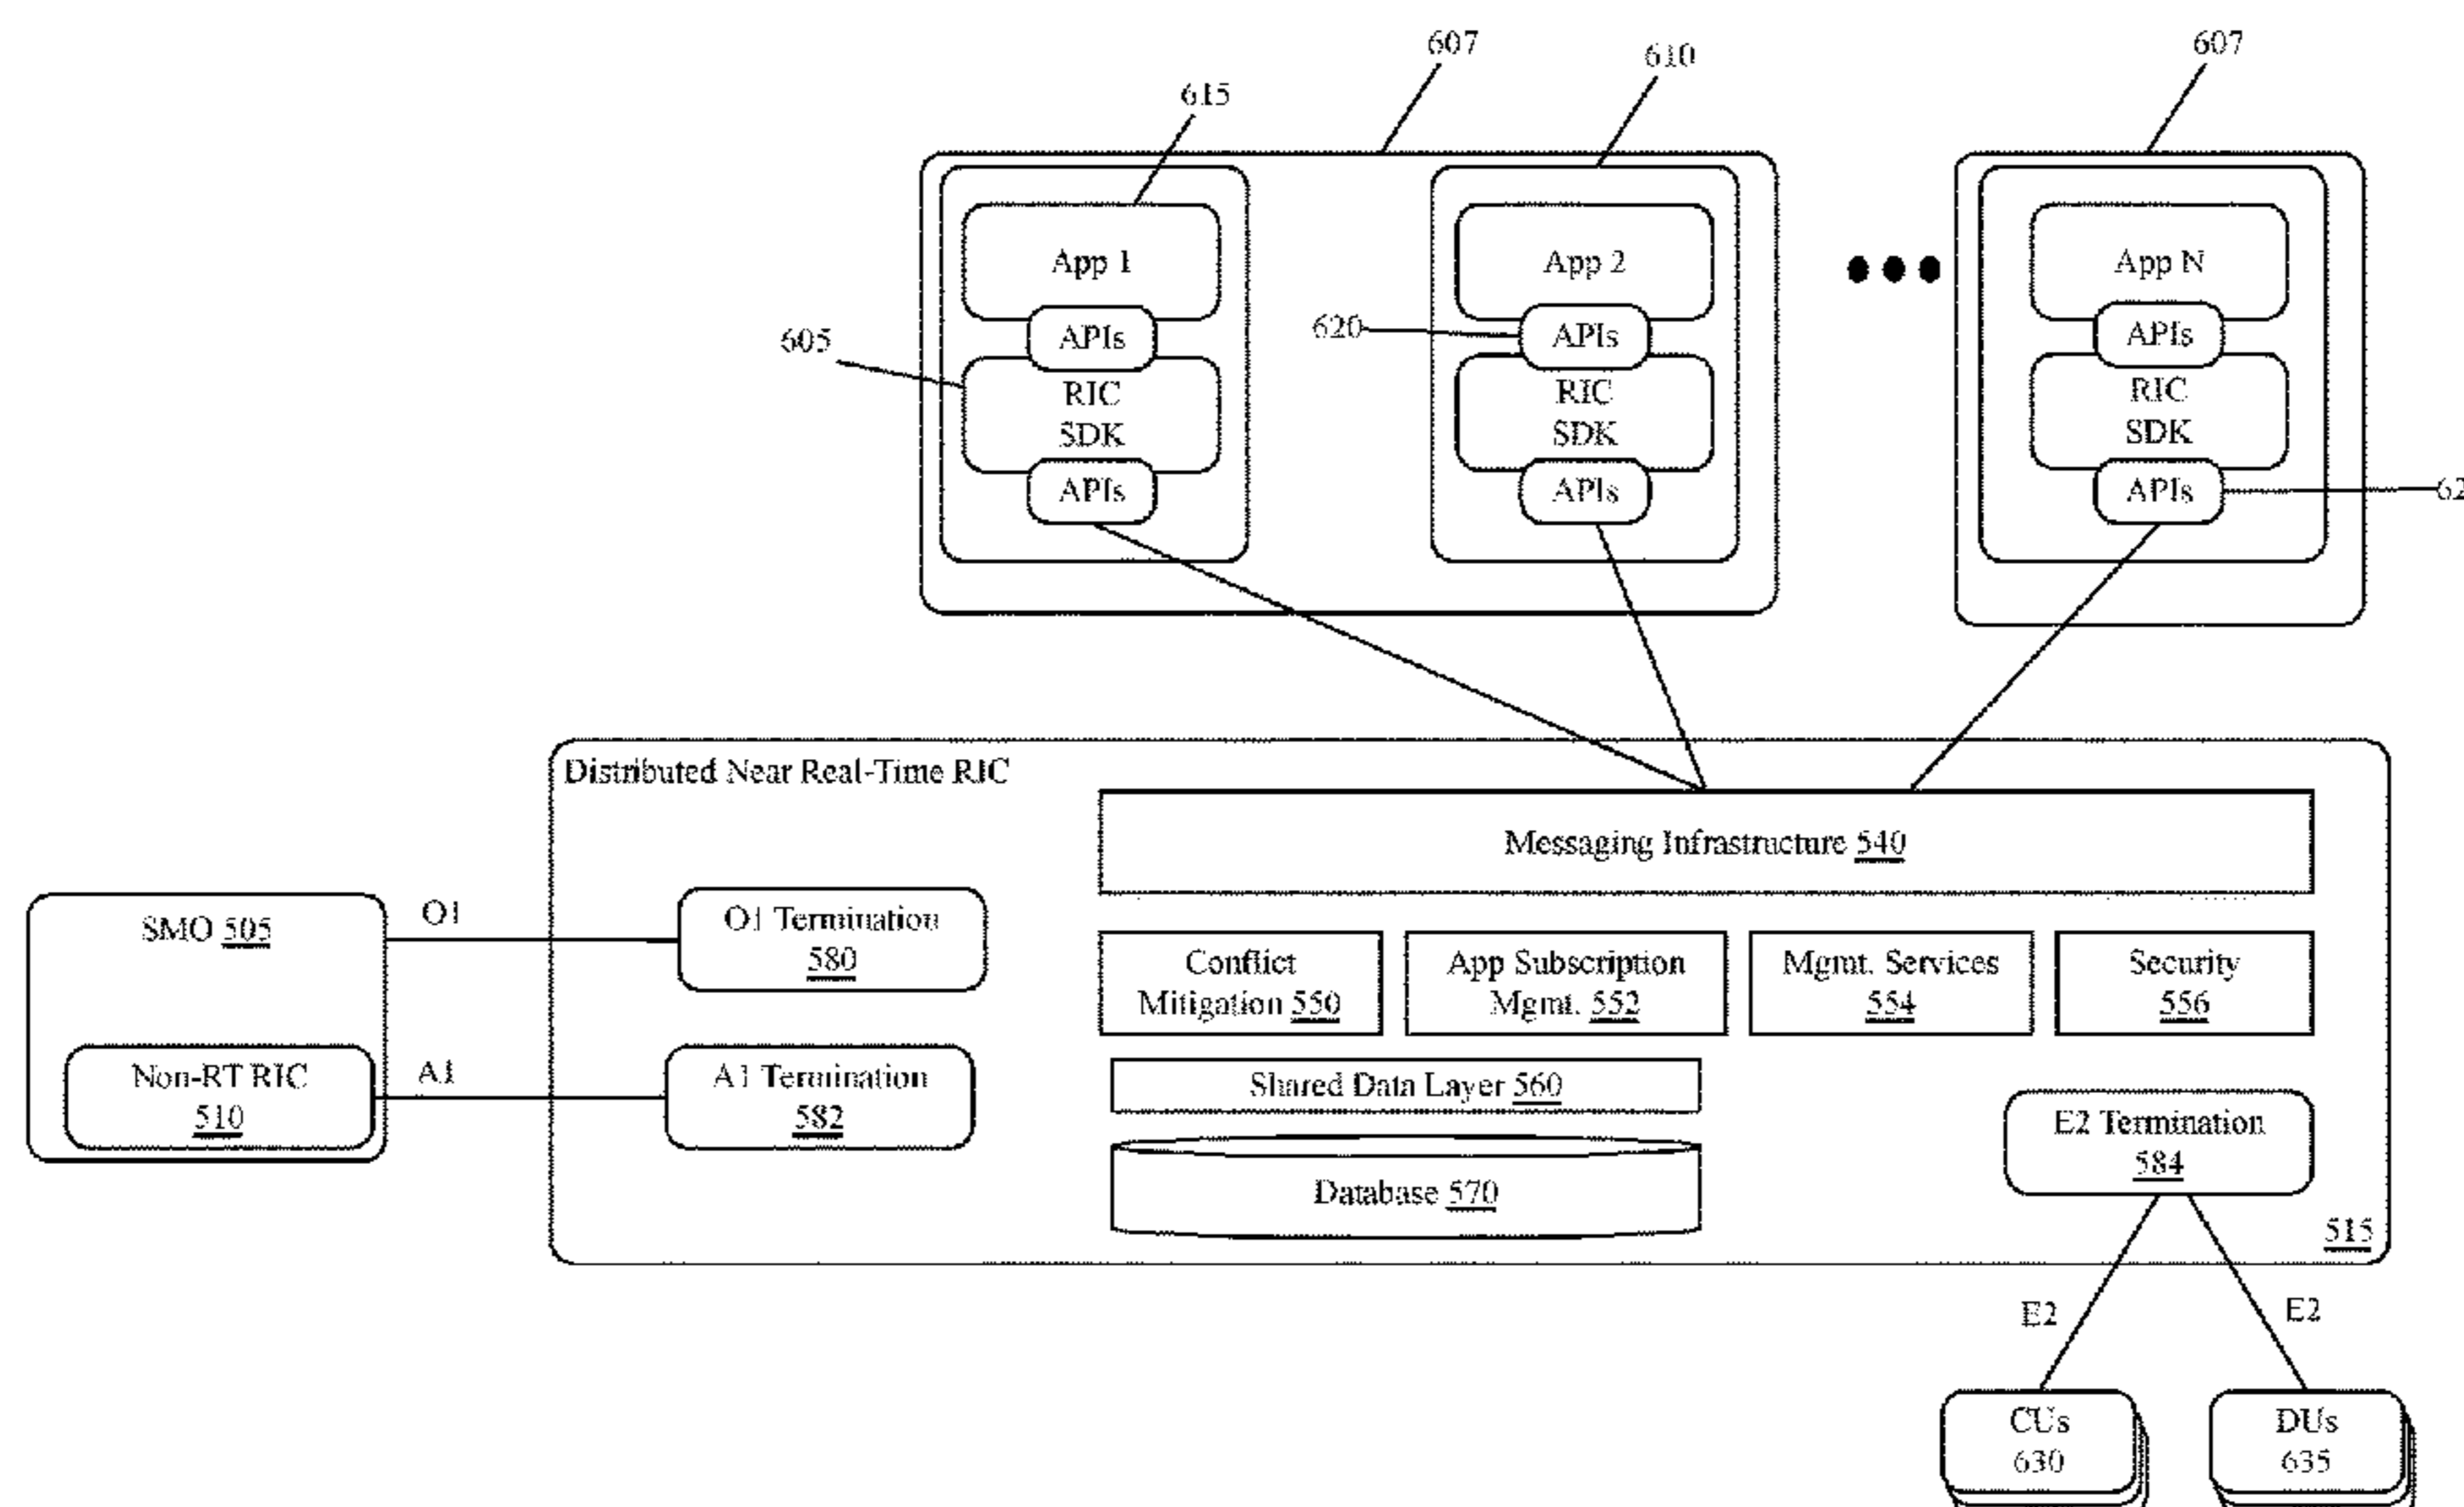 607
610
607
615
App 1
App 2
App N
605
APIs
620
APIs
APIs
RIC
SDK
RIC
SDK
RIC
SDK
APIs
APIs
APIs
62
Distributed Near Real-Time RIC
Messaging Infrastructure 540
SMO 505
O1
O1 Termination
580
Conflict
Mitigation 550
App Subscription
Mgmt. 552
Mgmt. Services
554
Security
556
Non-RT RIC
510
A1
A1 Termination
582
Shared Data Layer 560
Database 570
E2 Termination
584
515
E2
E2
CUs
630
DUs
635